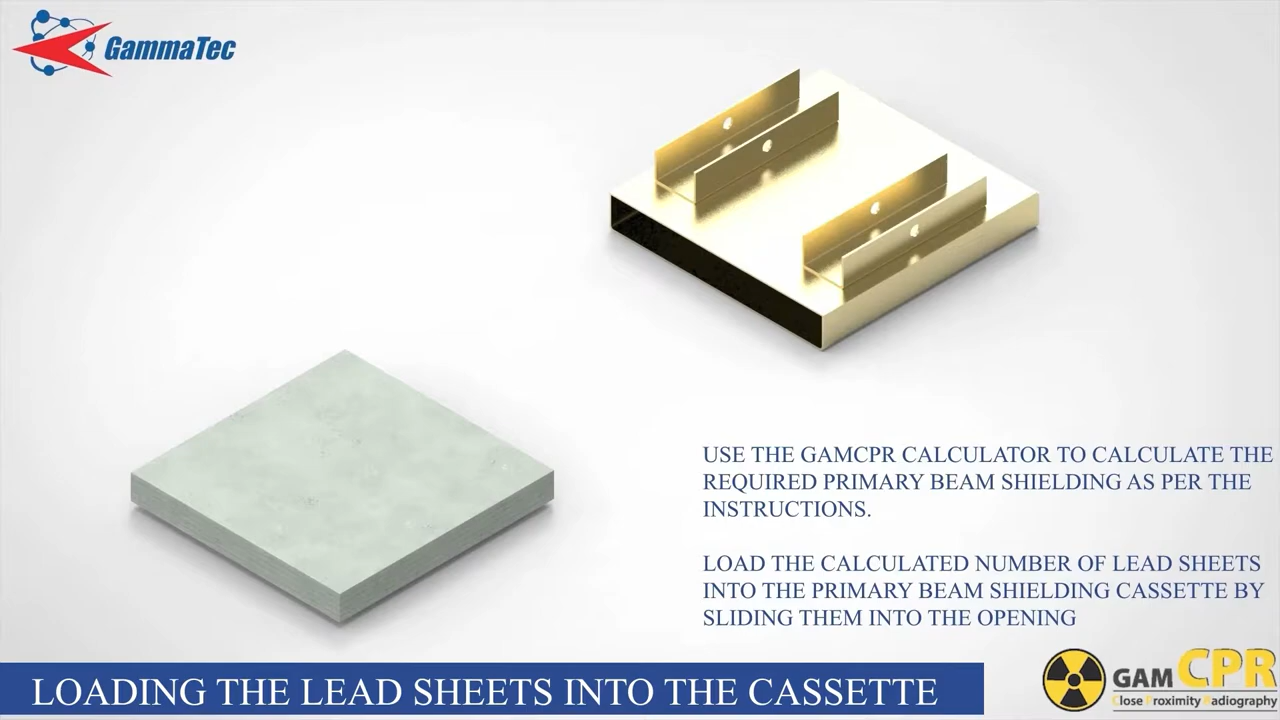 GAMMATEC
USE THE GAMCPR CALCULATOR TO CALCULATE THE
REQUIRED PRIMARY BEAM SHIELDING AS PER THE
INSTRUCTIONS.
LOAD THE CALCULATED NUMBER OF LEAD SHEETS
INTO THE PRIMARY BEAM SHIELDING CASSETTE BY
SLIDING THEM INTO THE OPENING
LOADING THE LEAD SHEETS INTO THE CASSETTE
GAM CPR
Close Proximity Radiography